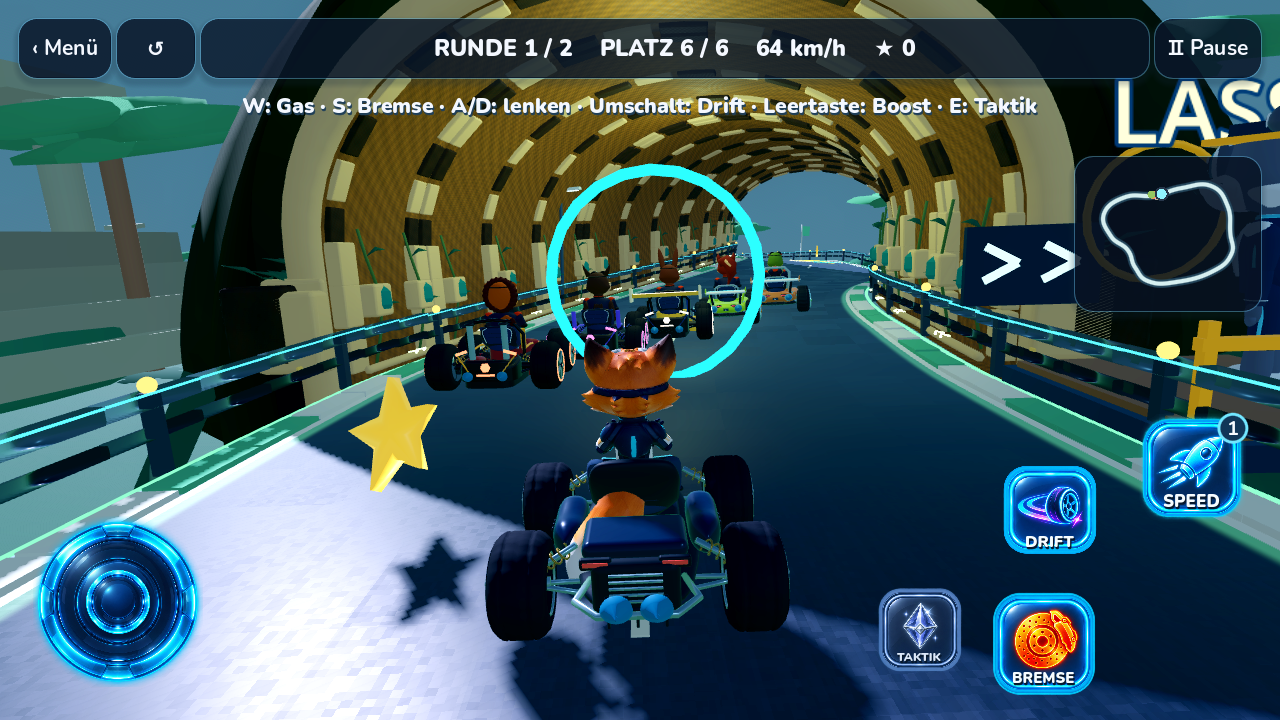 ‹ Menü
↺
RUNDE 1 / 2 PLATZ 6 / 6 64 km/h ★ 0
II Pause
W: Gas · S: Bremse · A/D: lenken · Umschalt: Drift · Leertaste: Boost · E: Taktik
>>
1
SPEED
DRIFT
TAKTIK
BREMSE